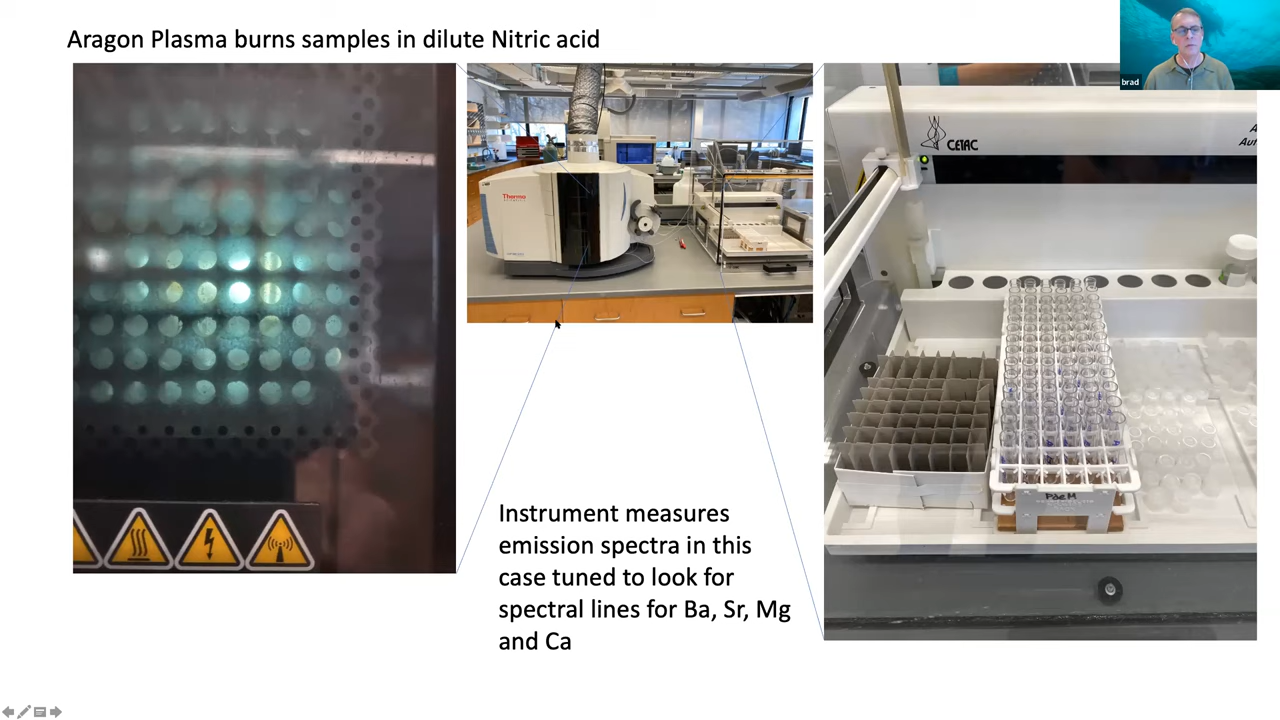 Aragon Plasma burns samples in dilute Nitric acid
brad
CETAC
Thermo
PdeM
Instrument measures
emission spectra in this
case tuned to look for
spectral lines for Ba, Sr, Mg
and Ca